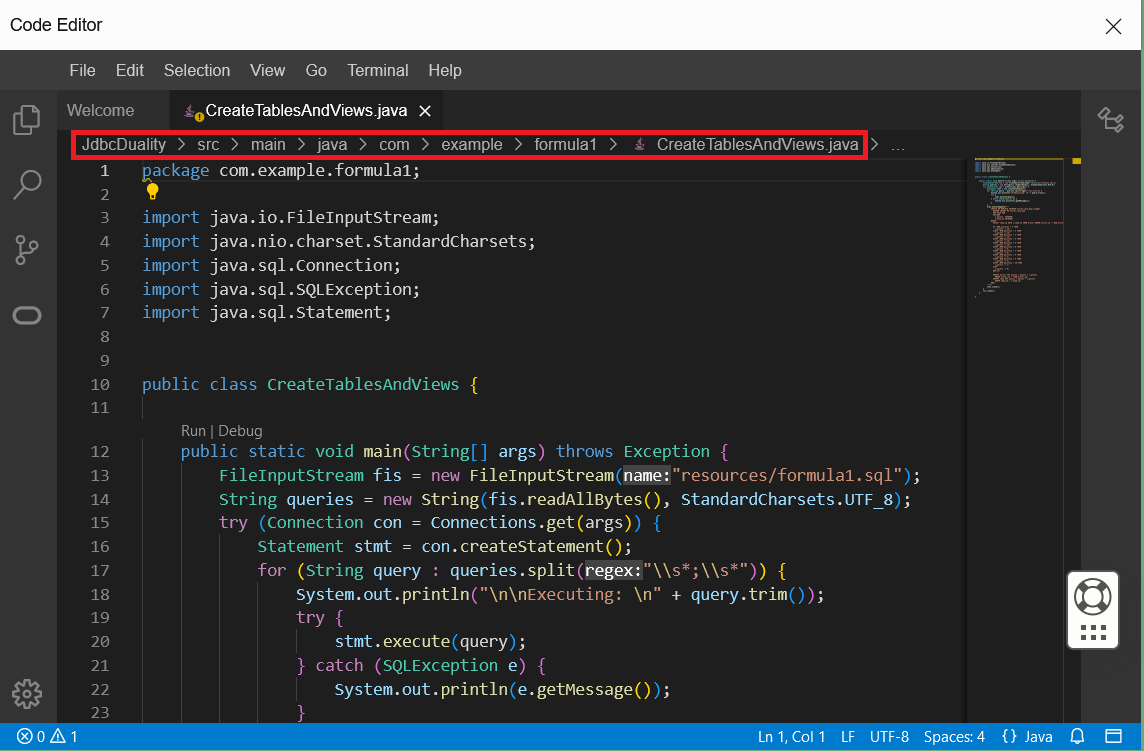 Code Editor
File Edit Selection View Go Terminal Help
Welcome CreateTablesAndViews.java
JdbcDuality > src > main > java > com > example > formula1 > CreateTablesAndViews.java > ...
1 package com.example.formula1;
2
3 import java.io.FileInputStream;
4 import java.nio.charset.StandardCharsets;
5 import java.sql.Connection;
6 import java.sql.SQLException;
7 import java.sql.Statement;
8
9
10 public class CreateTablesAndViews {
11
Run | Debug
12 public static void main(String[] args) throws Exception {
13 FileInputStream fis = new FileInputStream(name:"resources/formula1.sql");
14 String queries = new String(fis.readAllBytes(), StandardCharsets.UTF_8);
15 try (Connection con = Connections.get(args)) {
16 Statement stmt = con.createStatement();
17 for (String query : queries.split(regex:"\\s*;\\s*")) {
18 System.out.println("\n\nExecuting: \n" + query.trim());
19 try {
20 stmt.execute(query);
21 } catch (SQLException e) {
22 System.out.println(e.getMessage());
23 }
0 1 Ln 1, Col 1 LF UTF-8 Spaces: 4 {} Java